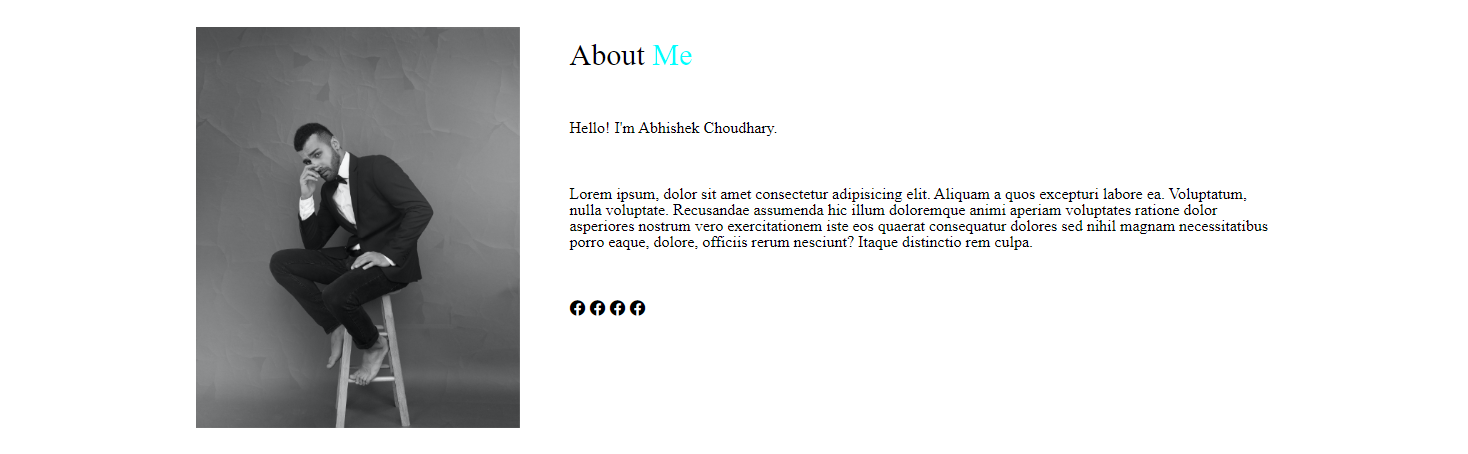 About Me
Hello! I'm Abhishek Choudhary.
Lorem ipsum, dolor sit amet consectetur adipisicing elit. Aliquam a quos excepturi labore ea. Voluptatum,
nulla voluptate. Recusandae assumenda hic illum doloremque animi aperiam voluptates ratione dolor
asperiores nostrum vero exercitationem iste eos quaerat consequatur dolores sed nihil magnam necessitatibus
porro eaque, dolore, officiis rerum nesciunt? Itaque distinctio rem culpa.